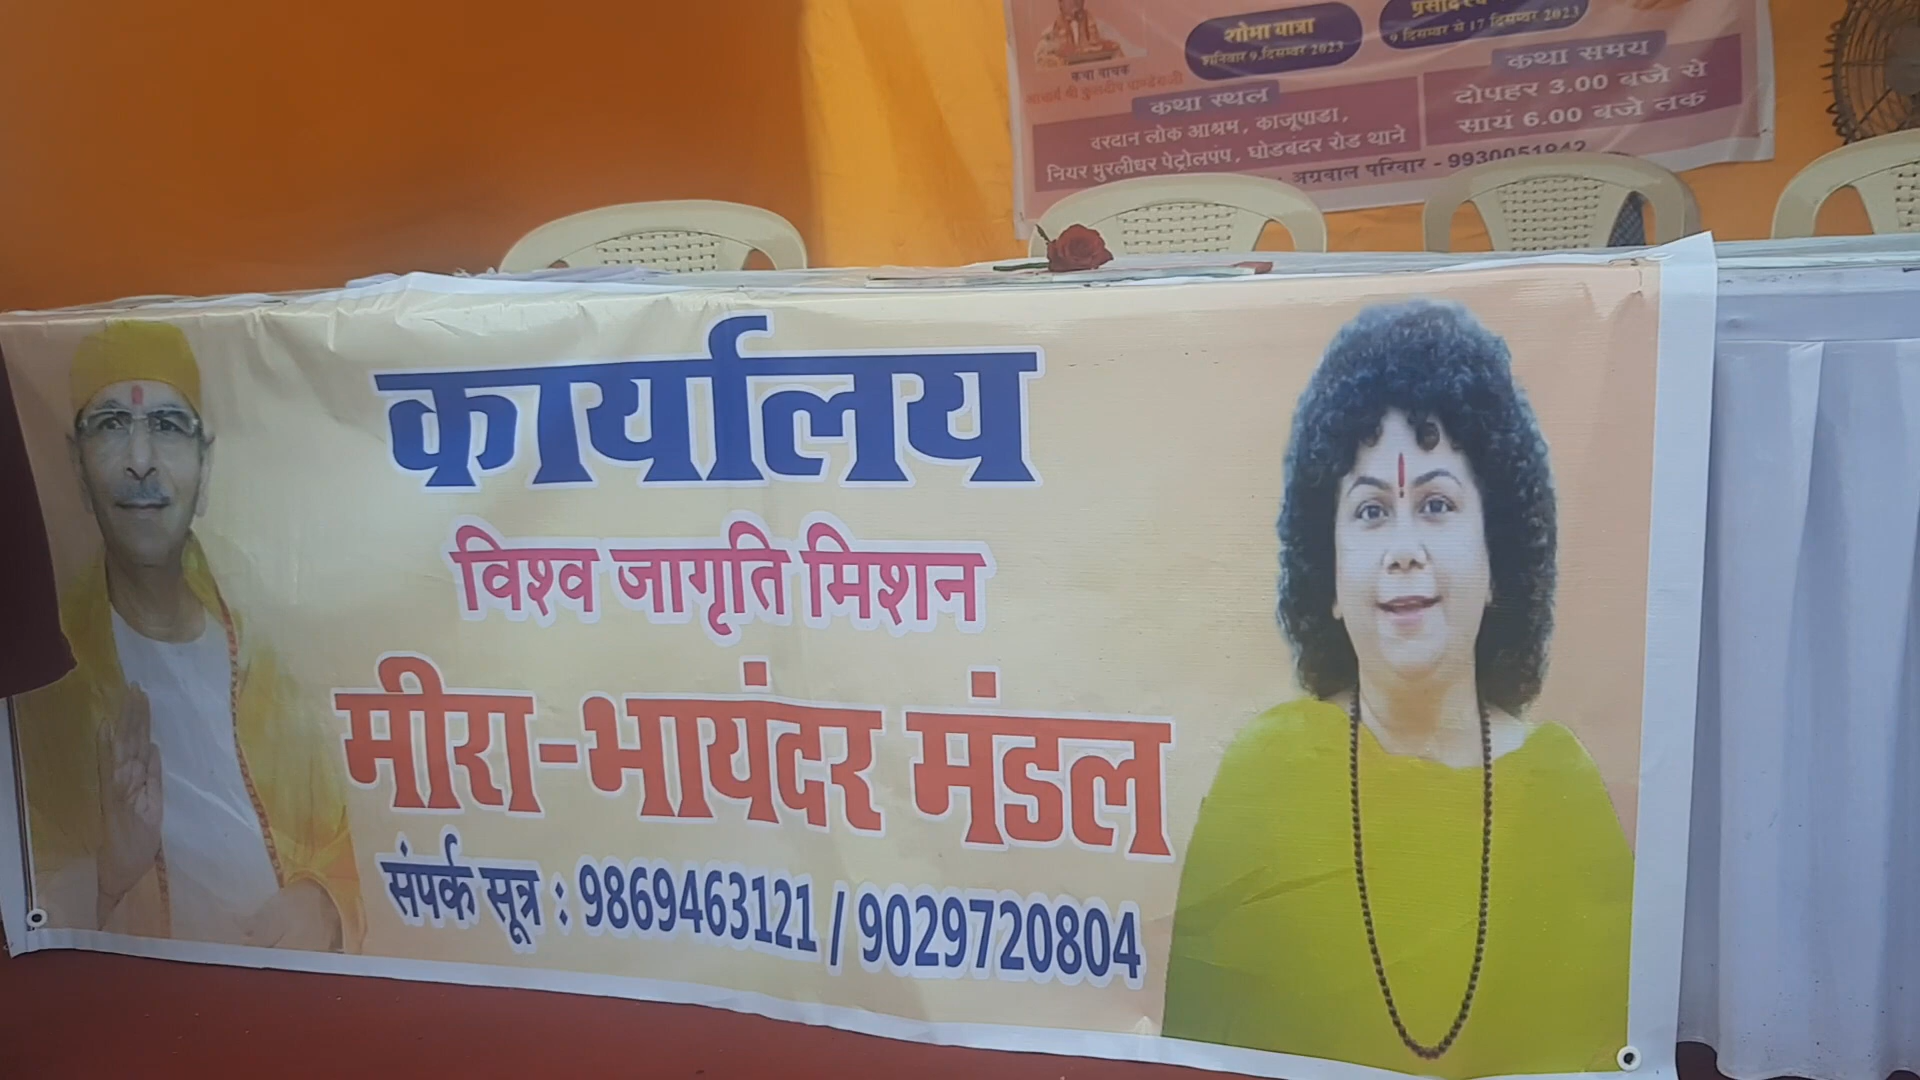 शोभा यात्रा
शनिवार 9,दिसम्बर 2023
9,दिसम्बर से 17 दिसम्बर 2023
कथा वाचक
कथा स्थल
वरदान लोक आश्रम, काजूपाडा,
नियर मुरलीधर पेट्रोलपंप, घोडबंदर रोड थाने
कथा समय
दोपहर 3.00 बजे से
सायं 6.00 बजे तक
अग्रवाल परिवार - 9930051942
कार्यालय
विश्व जागृति मिशन
मीरा-भायंदर मंडल
संपर्क सूत्र : 9869463121 / 9029720804